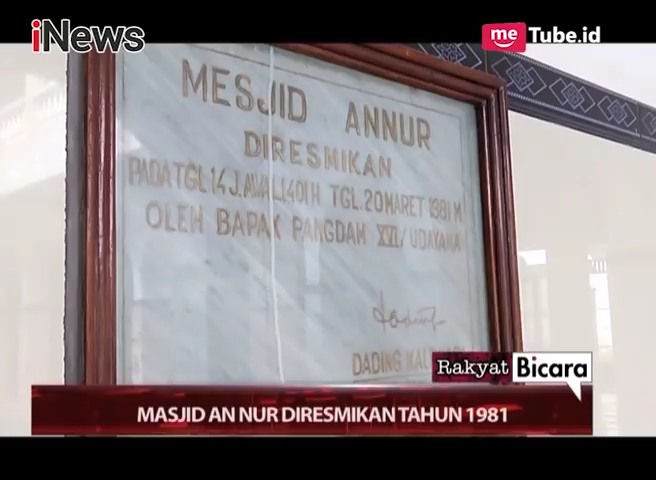 iNews
me Tube.id
MESJID ANNUR
DIRESMIKAN
PADA TGL 14 J.AWAL 1401 H TGL. 20 MARET 1981 M
OLEH BAPAK PANGDAM XVI/UDAYANA
DADING
Rakyat Bicara
MASJID AN NUR DIRESMIKAN TAHUN 1981